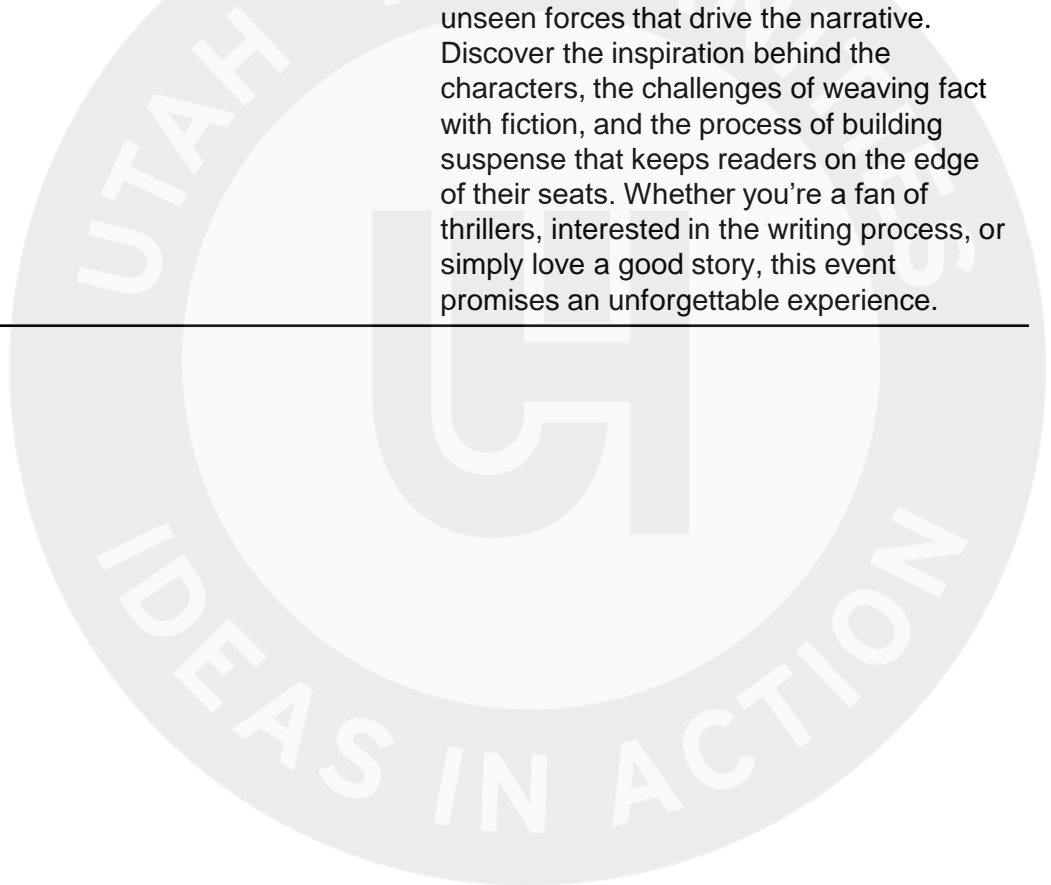 unseen forces that drive the narrative.
Discover the inspiration behind the
characters, the challenges of weaving fact
with fiction, and the process of building
suspense that keeps readers on the edge
of their seats. Whether you’re a fan of
thrillers, interested in the writing process, or
simply love a good story, this event
promises an unforgettable experience.
UTAH
IDEAS IN ACTION